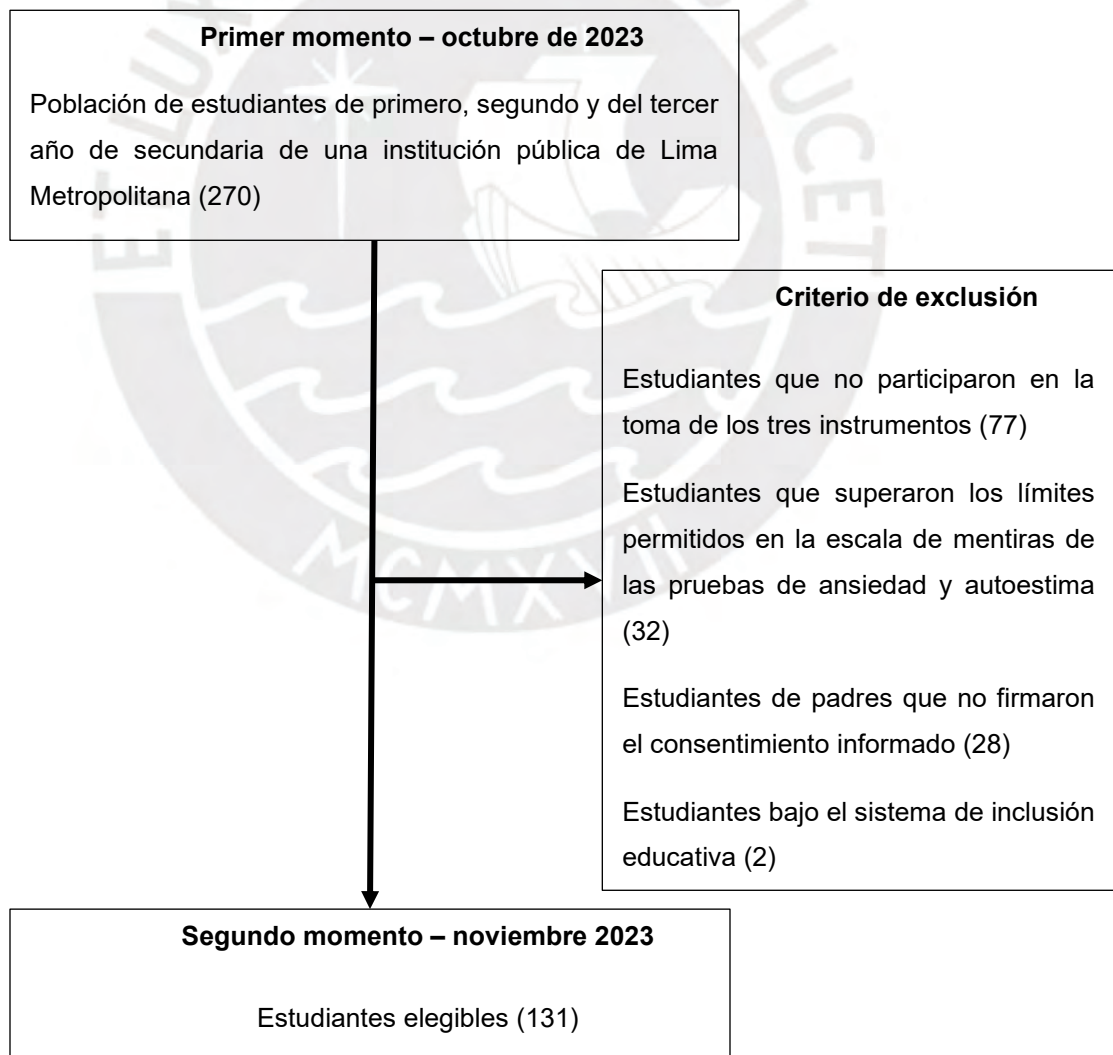 Primer momento – octubre de 2023
Población de estudiantes de primero, segundo y del tercer
año de secundaria de una institución pública de Lima
Metropolitana (270)
Criterio de exclusión
Estudiantes que no participaron en la
toma de los tres instrumentos (77)
Estudiantes que superaron los límites
permitidos en la escala de mentiras de
las pruebas de ansiedad y autoestima
(32)
Estudiantes de padres que no firmaron
el consentimiento informado (28)
Estudiantes bajo el sistema de inclusión
educativa (2)
Segundo momento – noviembre 2023
Estudiantes elegibles (131)
ET LUX
LUCET